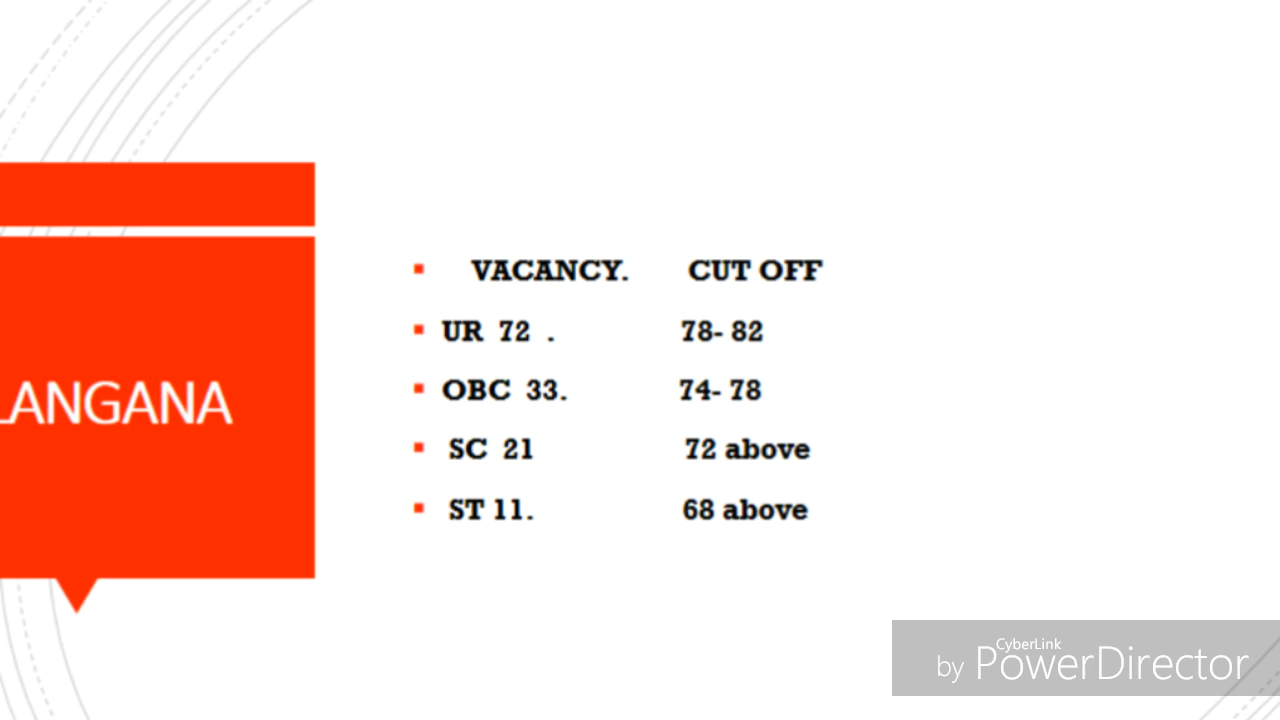 LANGANA
VACANCY. CUT OFF
UR 72 . 78- 82
OBC 33. 74- 78
SC 21 72 above
ST 11. 68 above
CyberLink
by PowerDirector